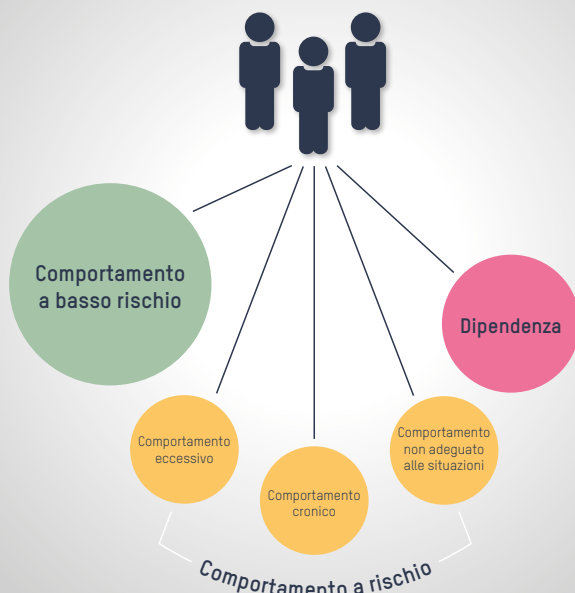 Comportamento
a basso rischio
Dipendenza
Comportamento
eccessivo
Comportamento
cronico
Comportamento
non adeguato
alle situazioni
Comportamento a rischio